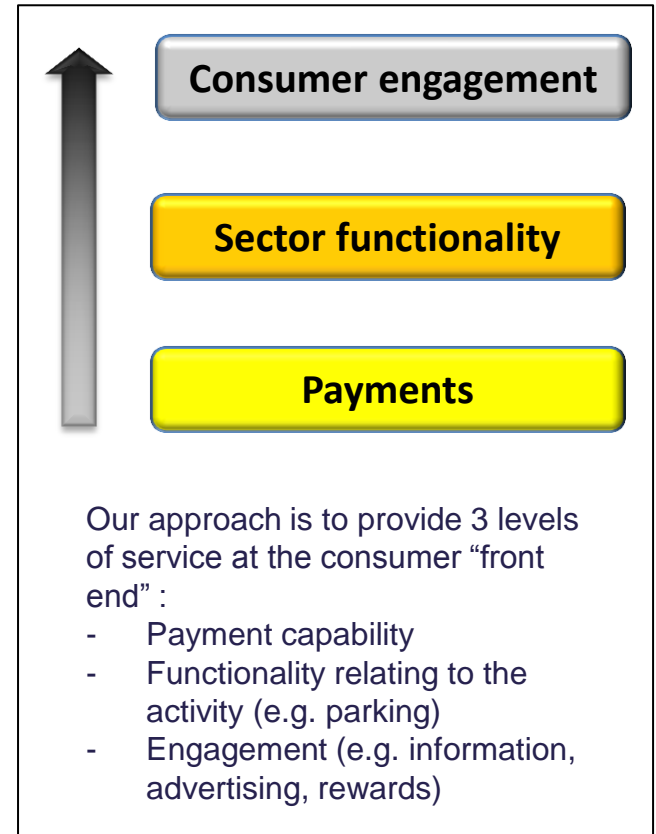 Consumer engagement
Sector functionality
Payments
Our approach is to provide 3 levels
of service at the consumer “front
end” :
- Payment capability
- Functionality relating to the
activity (e.g. parking)
- Engagement (e.g. information,
advertising, rewards)